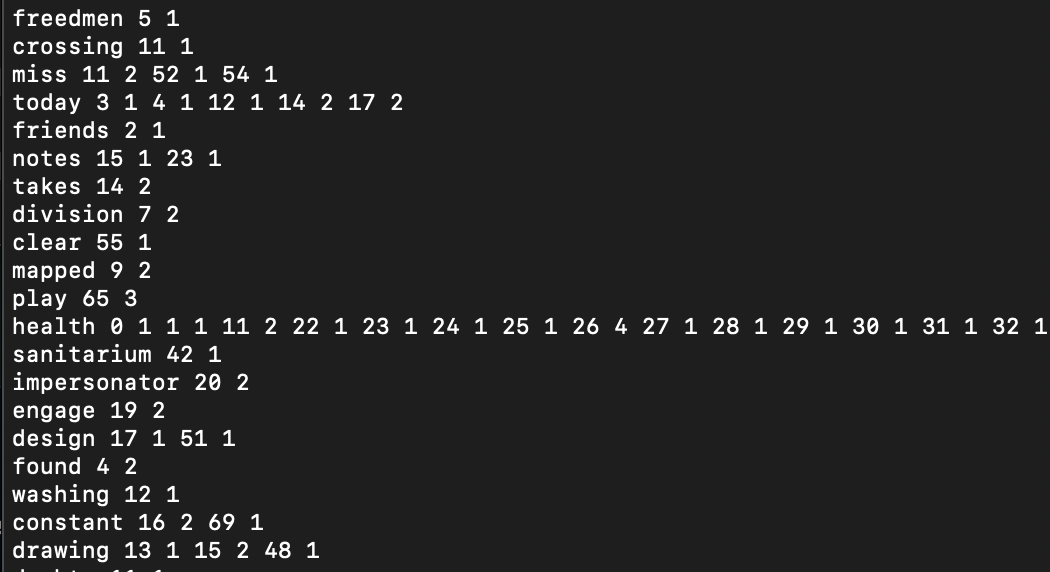 freedmen 5 1
crossing 11 1
miss 11 2 52 1 54 1
today 3 1 4 1 12 1 14 2 17 2
friends 2 1
notes 15 1 23 1
takes 14 2
division 7 2
clear 55 1
mapped 9 2
play 65 3
health 0 1 1 1 11 2 22 1 23 1 24 1 25 1 26 4 27 1 28 1 29 1 30 1 31 1 32 1
sanitarium 42 1
impersonator 20 2
engage 19 2
design 17 1 51 1
found 4 2
washing 12 1
constant 16 2 69 1
drawing 13 1 15 2 48 1